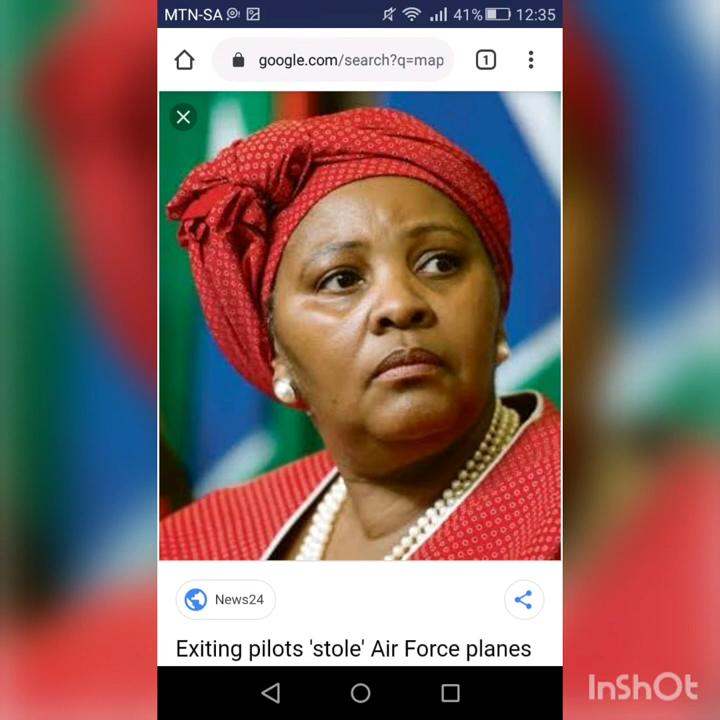 MTN-SA 41% 12:35
google.com/search?q=map 1
News24
Exiting pilots 'stole' Air Force planes
InShOt